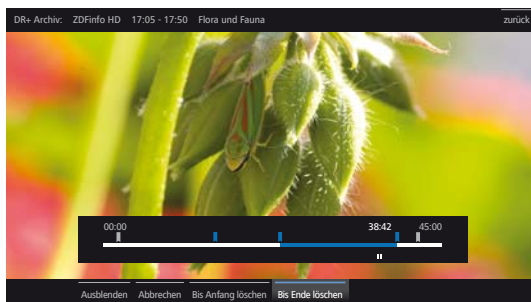 DR+ Archiv: ZDFinfo HD 17:05 - 17:50 Flora und Fauna zurück
00:00 38:42 45:00
Ausblenden Abbrechen Bis Anfang löschen Bis Ende löschen